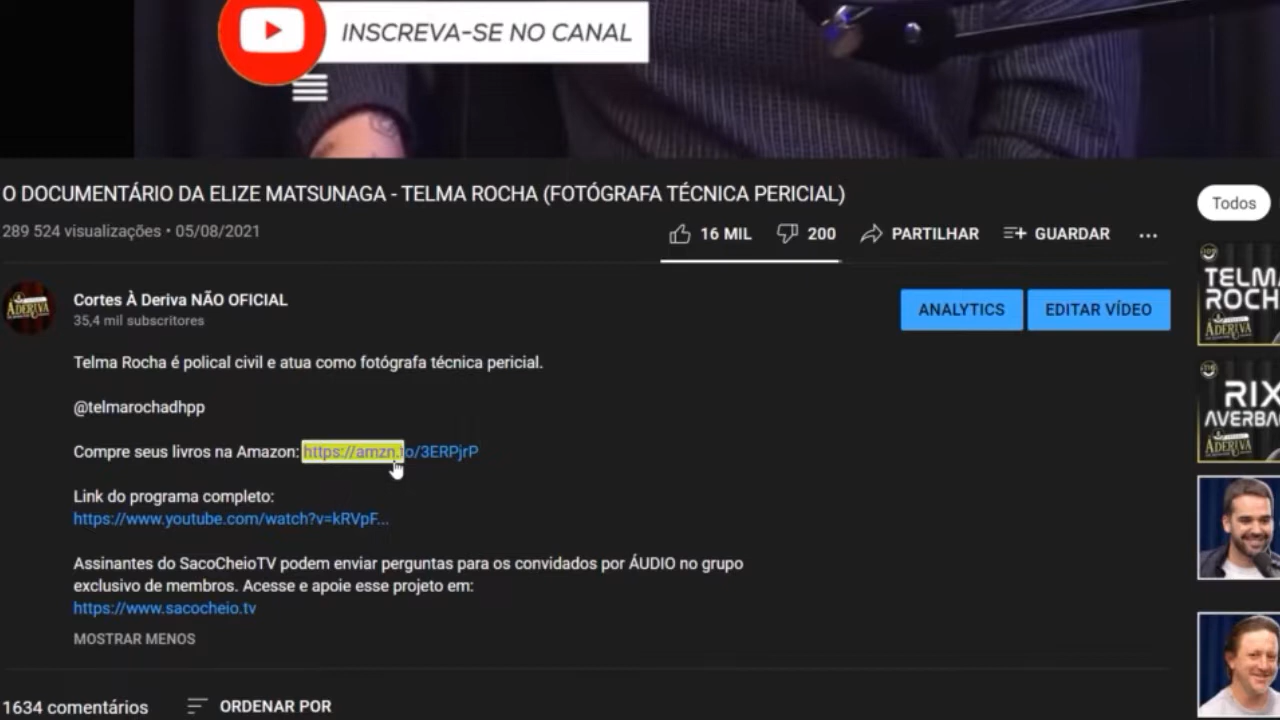 INSCREVA-SE NO CANAL
O DOCUMENTÁRIO DA ELIZE MATSUNAGA - TELMA ROCHA (FOTÓGRAFA TÉCNICA PERICIAL)
289 524 visualizações • 05/08/2021
16 MIL 200 PARTILHAR GUARDAR
Todos
Cortes À Deriva NÃO OFICIAL
35,4 mil subscritores
ANALYTICS EDITAR VÍDEO
Telma Rocha é polical civil e atua como fotógrafa técnica pericial.
@telmarochadhpp
Compre seus livros na Amazon: https://amzn.to/3ERPjrP
Link do programa completo:
https://www.youtube.com/watch?v=kRVpF...
Assinantes do SacoCheioTV podem enviar perguntas para os convidados por ÁUDIO no grupo
exclusivo de membros. Acesse e apoie esse projeto em:
https://www.sacocheio.tv
MOSTRAR MENOS
1634 comentários ORDENAR POR
TELMA
ROCHA
ADERIVA
RIX
AVERBA
ADERIVA